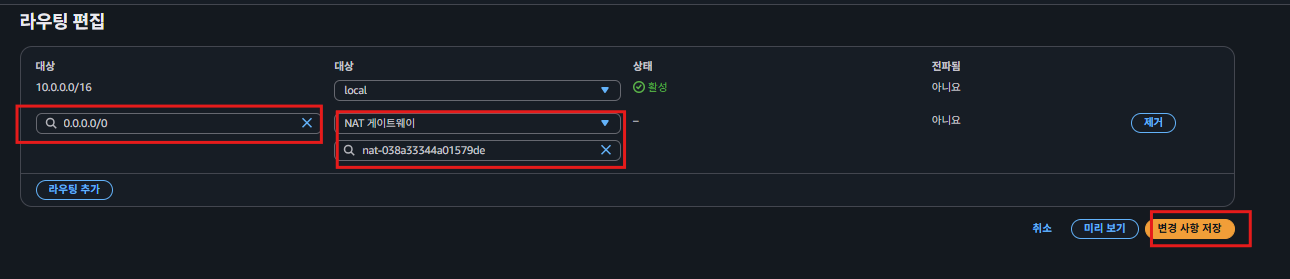 라우팅 편집
대상 대상 상태 전파됨
10.0.0.0/16 local 활성 아니요
0.0.0.0/0 NAT 게이트웨이 – 아니요 제거
nat-038a33344a01579de
라우팅 추가
취소 미리 보기 변경 사항 저장